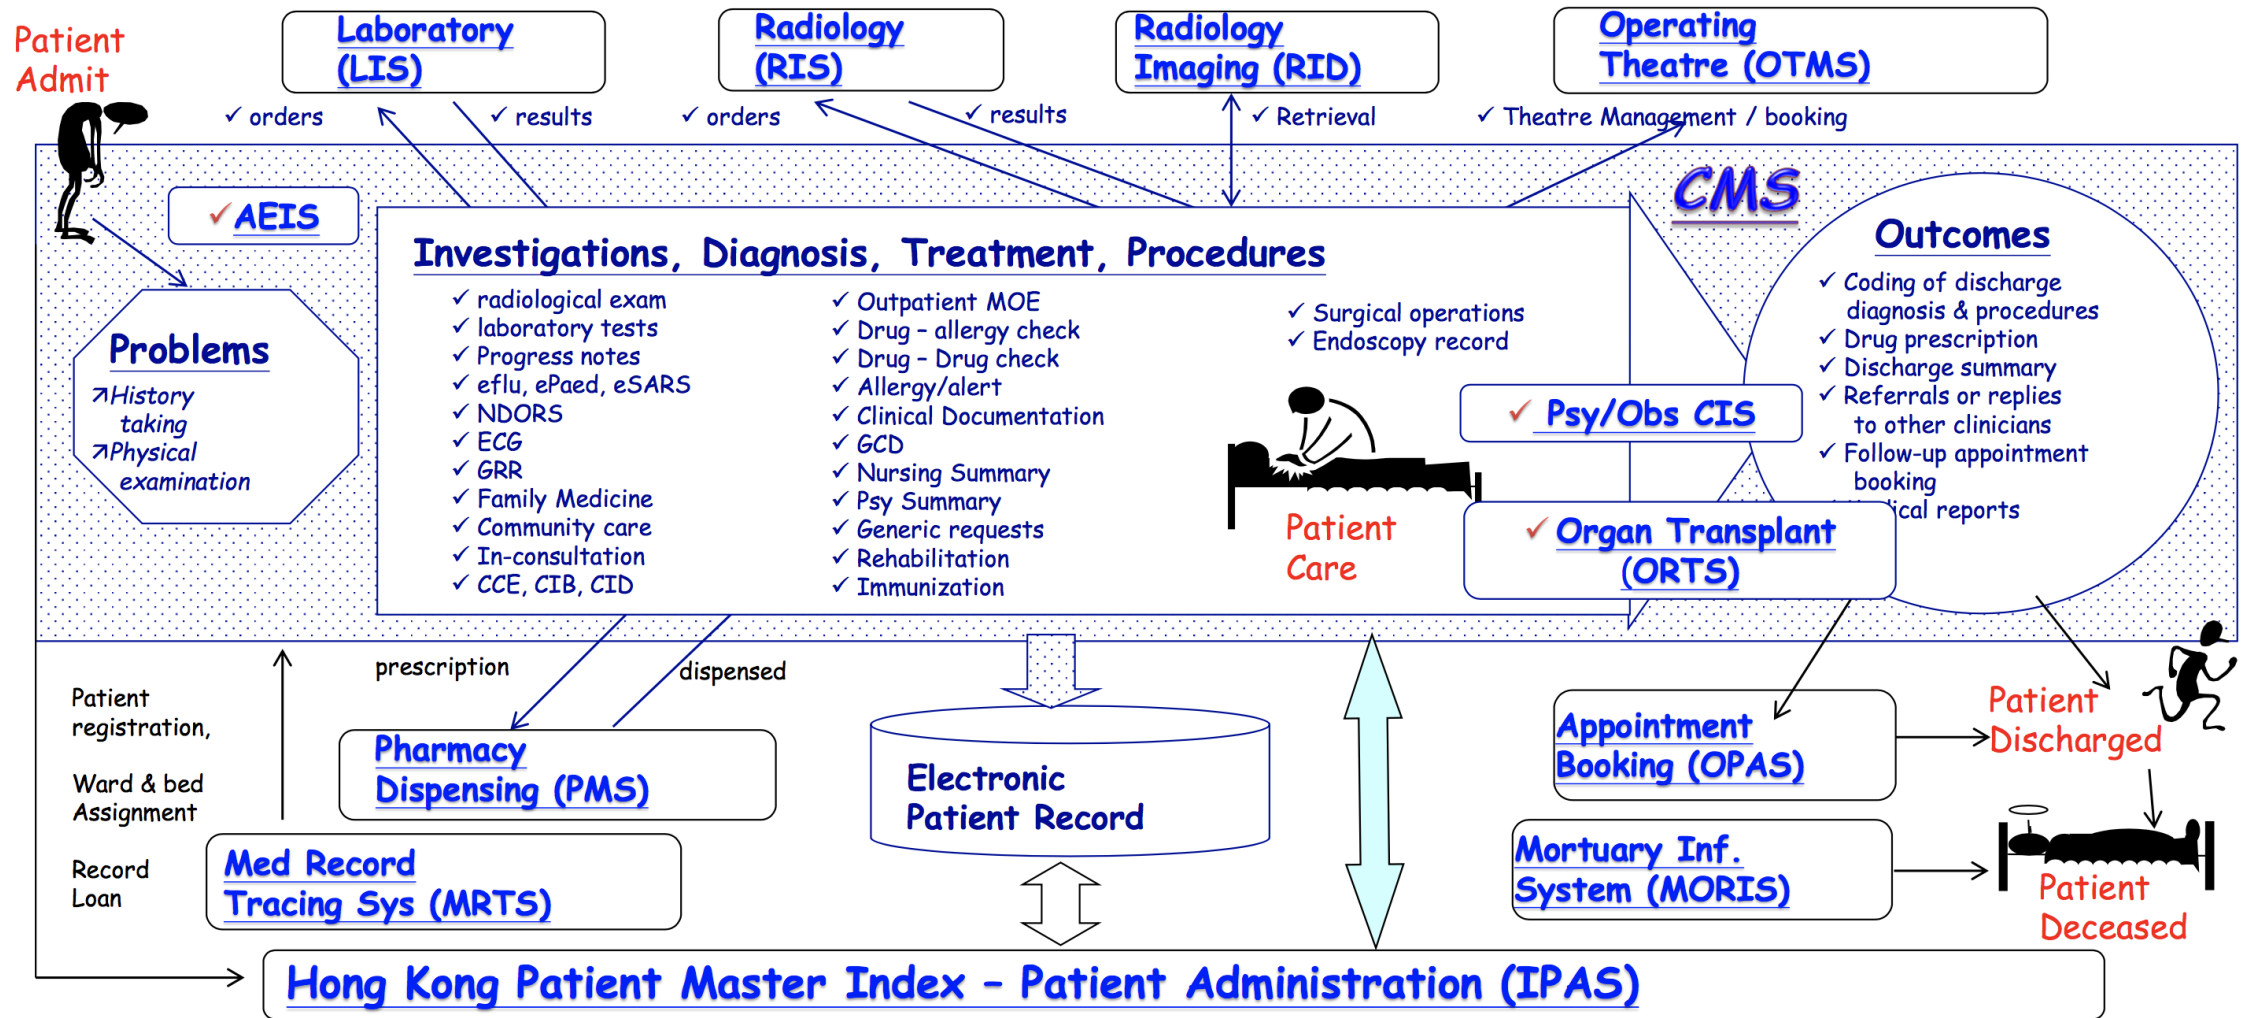 Patient
Admit
Laboratory
(LIS)
Radiology
(RIS)
Radiology
Imaging (RID)
Operating
Theatre (OTMS)
✓ orders
✓ results
✓ orders
✓ results
✓ Retrieval
✓ Theatre Management / booking
✓ AEIS
CMS
Problems
↗History
taking
↗Physical
examination
Investigations, Diagnosis, Treatment, Procedures
✓ radiological exam
✓ laboratory tests
✓ Progress notes
✓ eflu, ePaed, eSARS
✓ NDORS
✓ ECG
✓ GRR
✓ Family Medicine
✓ Community care
✓ In-consultation
✓ CCE, CIB, CID
✓ Outpatient MOE
✓ Drug – allergy check
✓ Drug – Drug check
✓ Allergy/alert
✓ Clinical Documentation
✓ GCD
✓ Nursing Summary
✓ Psy Summary
✓ Generic requests
✓ Rehabilitation
✓ Immunization
✓ Surgical operations
✓ Endoscopy record
Patient
Care
✓ Psy/Obs CIS
✓ Organ Transplant
(ORTS)
Outcomes
✓ Coding of discharge
diagnosis & procedures
✓ Drug prescription
✓ Discharge summary
✓ Referrals or replies
to other clinicians
✓ Follow-up appointment
booking
reports
prescription
dispensed
Patient
registration,
Ward & bed
Assignment
Record
Loan
Pharmacy
Dispensing (PMS)
Med Record
Tracing Sys (MRTS)
Electronic
Patient Record
Appointment
Booking (OPAS)
Mortuary Inf.
System (MORIS)
Patient
Discharged
Patient
Deceased
Hong Kong Patient Master Index – Patient Administration (IPAS)